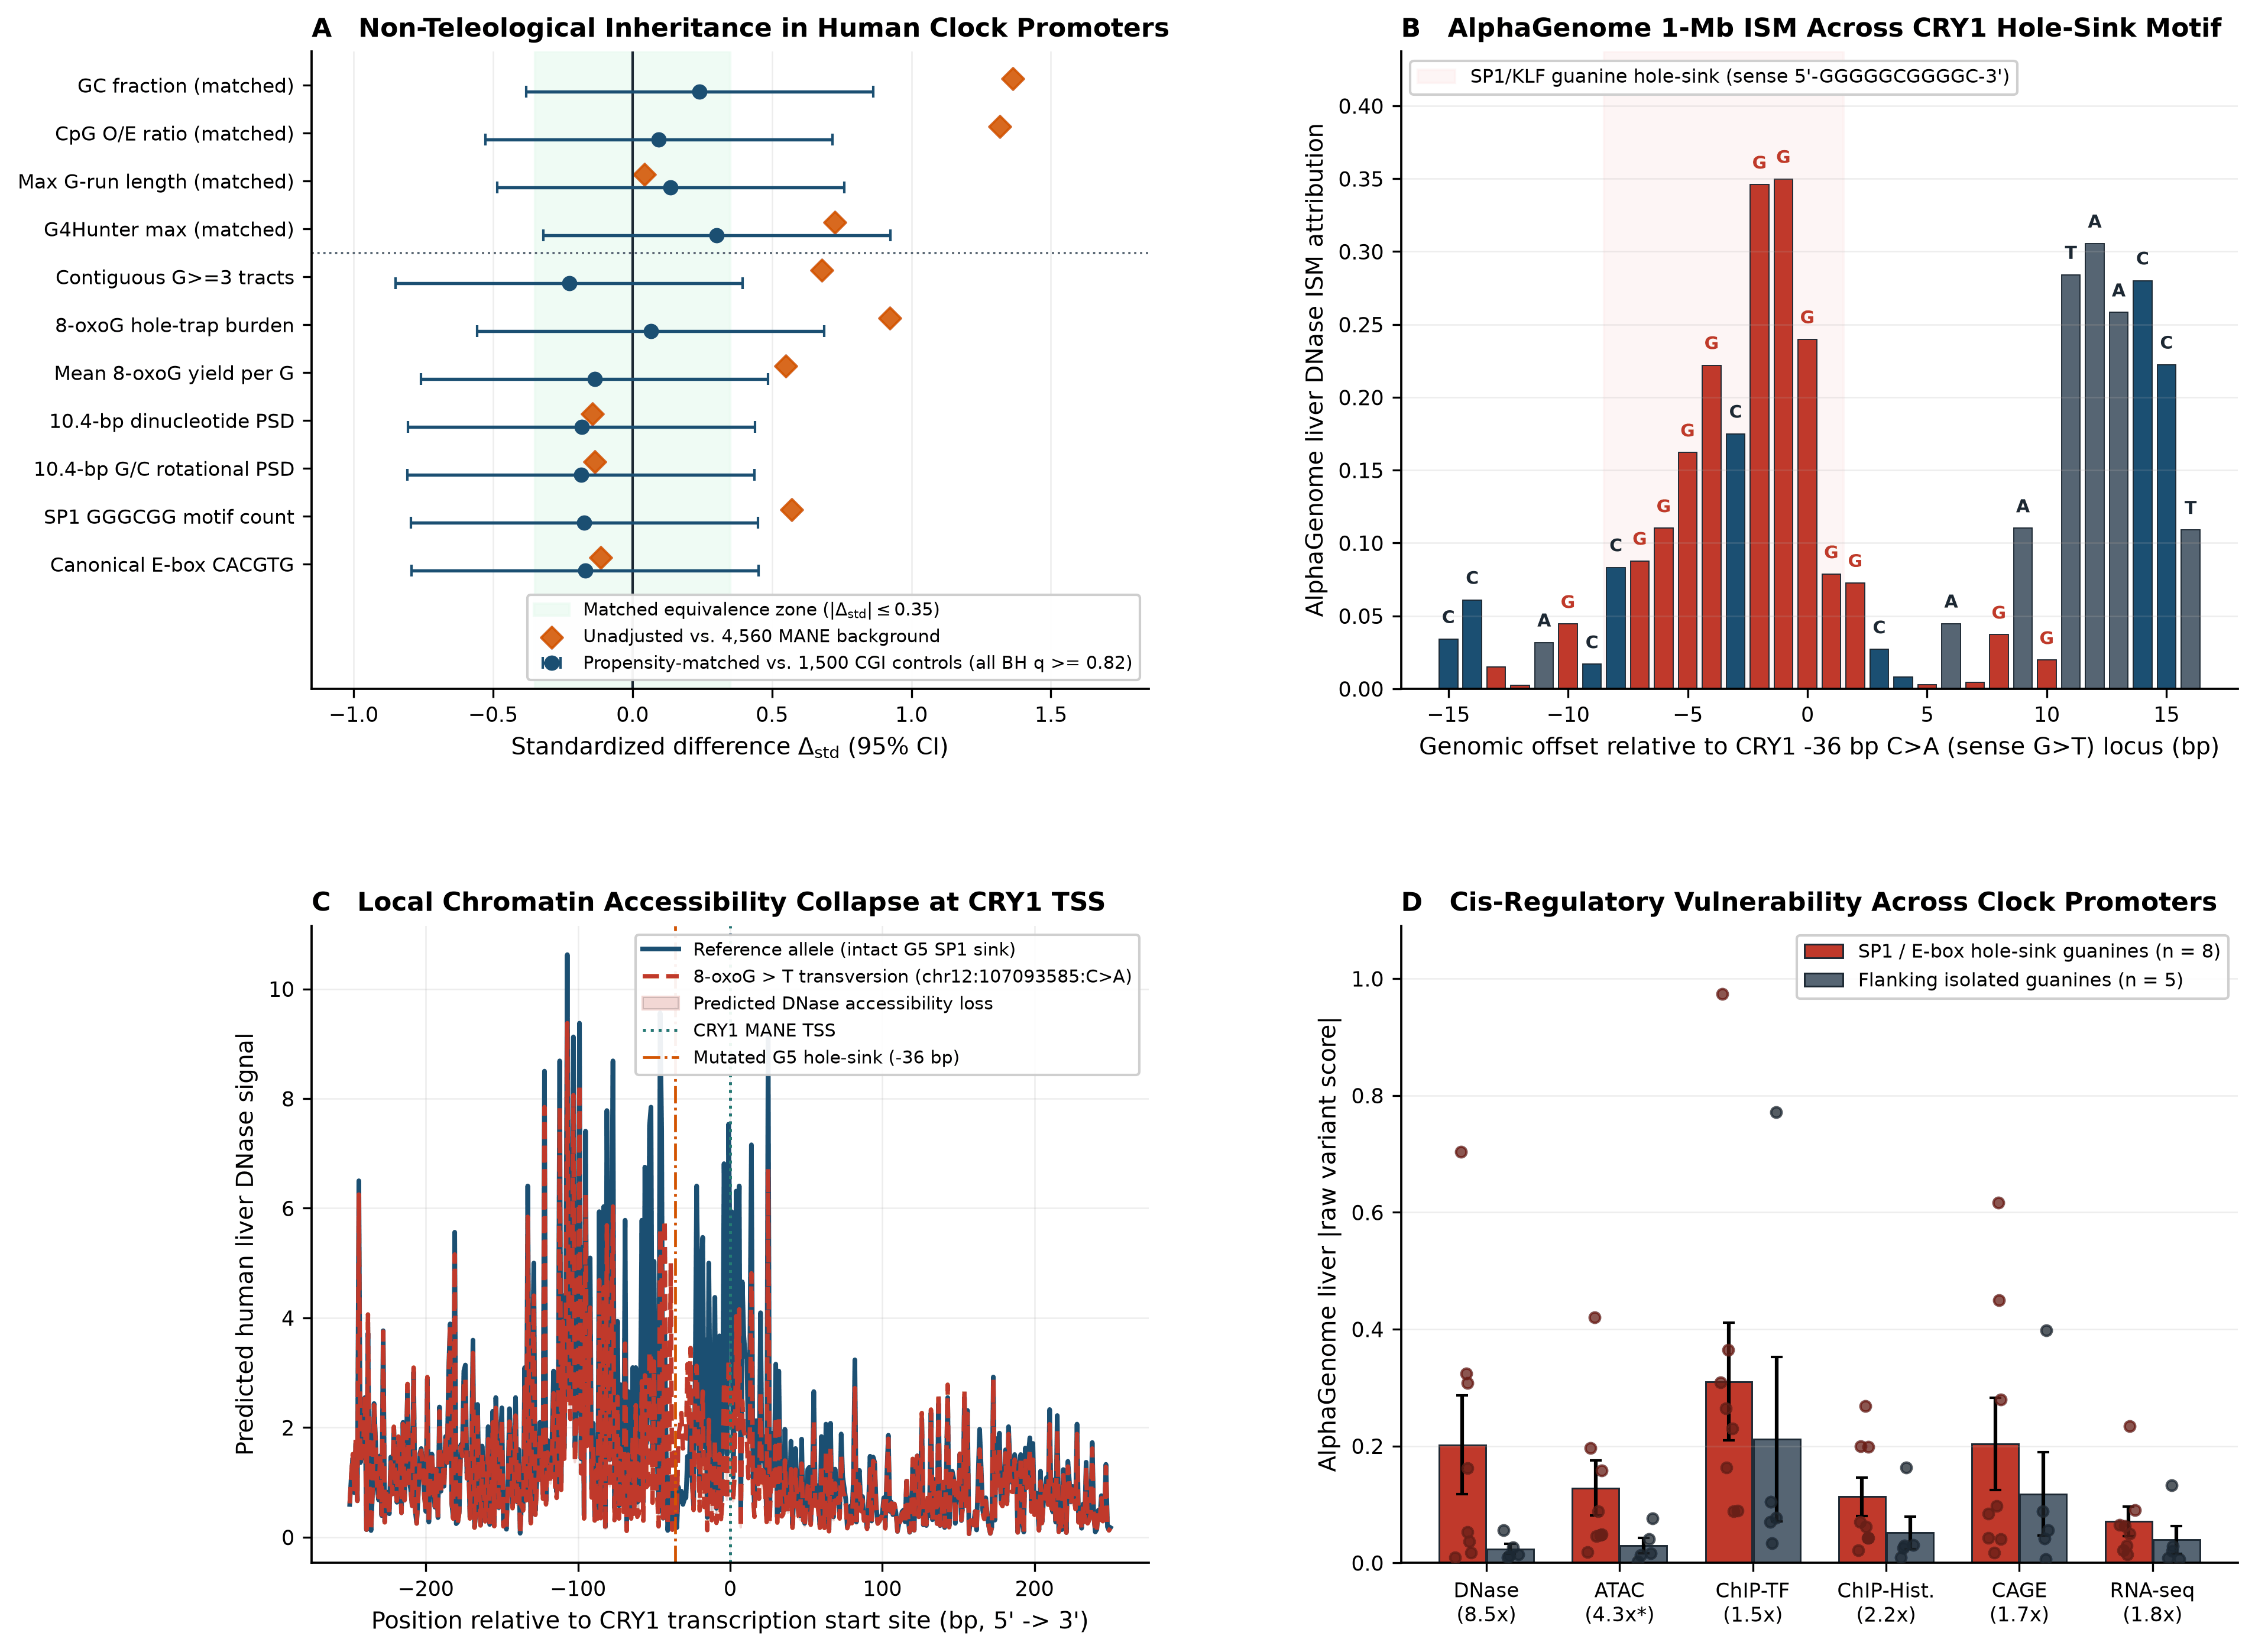 A Non-Teleological Inheritance in Human Clock Promoters
GC fraction (matched)
CpG O/E ratio (matched)
Max G-run length (matched)
G4Hunter max (matched)
Contiguous G>=3 tracts
8-oxoG hole-trap burden
Mean 8-oxoG yield per G
10.4-bp dinucleotide PSD
10.4-bp G/C rotational PSD
SP1 GGGCGG motif count
Canonical E-box CACGTG
Matched equivalence zone (|Δstd| ≤ 0.35)
Unadjusted vs. 4,560 MANE background
Propensity-matched vs. 1,500 CGI controls (all BH q >= 0.82)
−1.0 −0.5 0.0 0.5 1.0 1.5
Standardized difference Δstd (95% CI)
B AlphaGenome 1-Mb ISM Across CRY1 Hole-Sink Motif
SP1/KLF guanine hole-sink (sense 5'-GGGGGCGGGGC-3')
AlphaGenome liver DNase ISM attribution
0.40
0.35
0.30
0.25
0.20
0.15
0.10
0.05
0.00
C C A G C C G G G G C G G G G G C A G A G T A A C C T
−15 −10 −5 0 5 10 15
Genomic offset relative to CRY1 -36 bp C>A (sense G>T) locus (bp)
C Local Chromatin Accessibility Collapse at CRY1 TSS
Reference allele (intact G5 SP1 sink)
8-oxoG > T transversion (chr12:107093585:C>A)
Predicted DNase accessibility loss
CRY1 MANE TSS
Mutated G5 hole-sink (-36 bp)
Predicted human liver DNase signal
10
8
6
4
2
0
−200 −100 0 100 200
Position relative to CRY1 transcription start site (bp, 5' -> 3')
D Cis-Regulatory Vulnerability Across Clock Promoters
SP1 / E-box hole-sink guanines (n = 8)
Flanking isolated guanines (n = 5)
AlphaGenome liver |raw variant score|
1.0
0.8
0.6
0.4
0.2
0.0
DNase ATAC ChIP-TF ChIP-Hist. CAGE RNA-seq
(8.5x) (4.3x*) (1.5x) (2.2x) (1.7x) (1.8x)